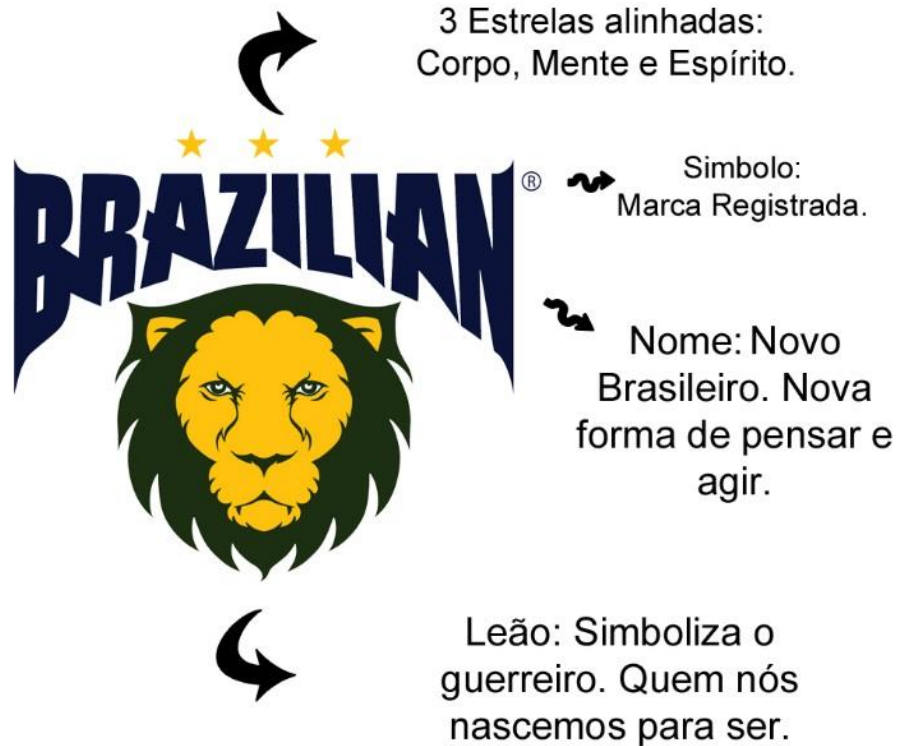 3 Estrelas alinhadas:
Corpo, Mente e Espírito.
BRAZILIAN®
Simbolo:
Marca Registrada.
Nome: Novo
Brasileiro. Nova
forma de pensar e
agir.
Leão: Simboliza o
guerreiro. Quem nós
nascemos para ser.